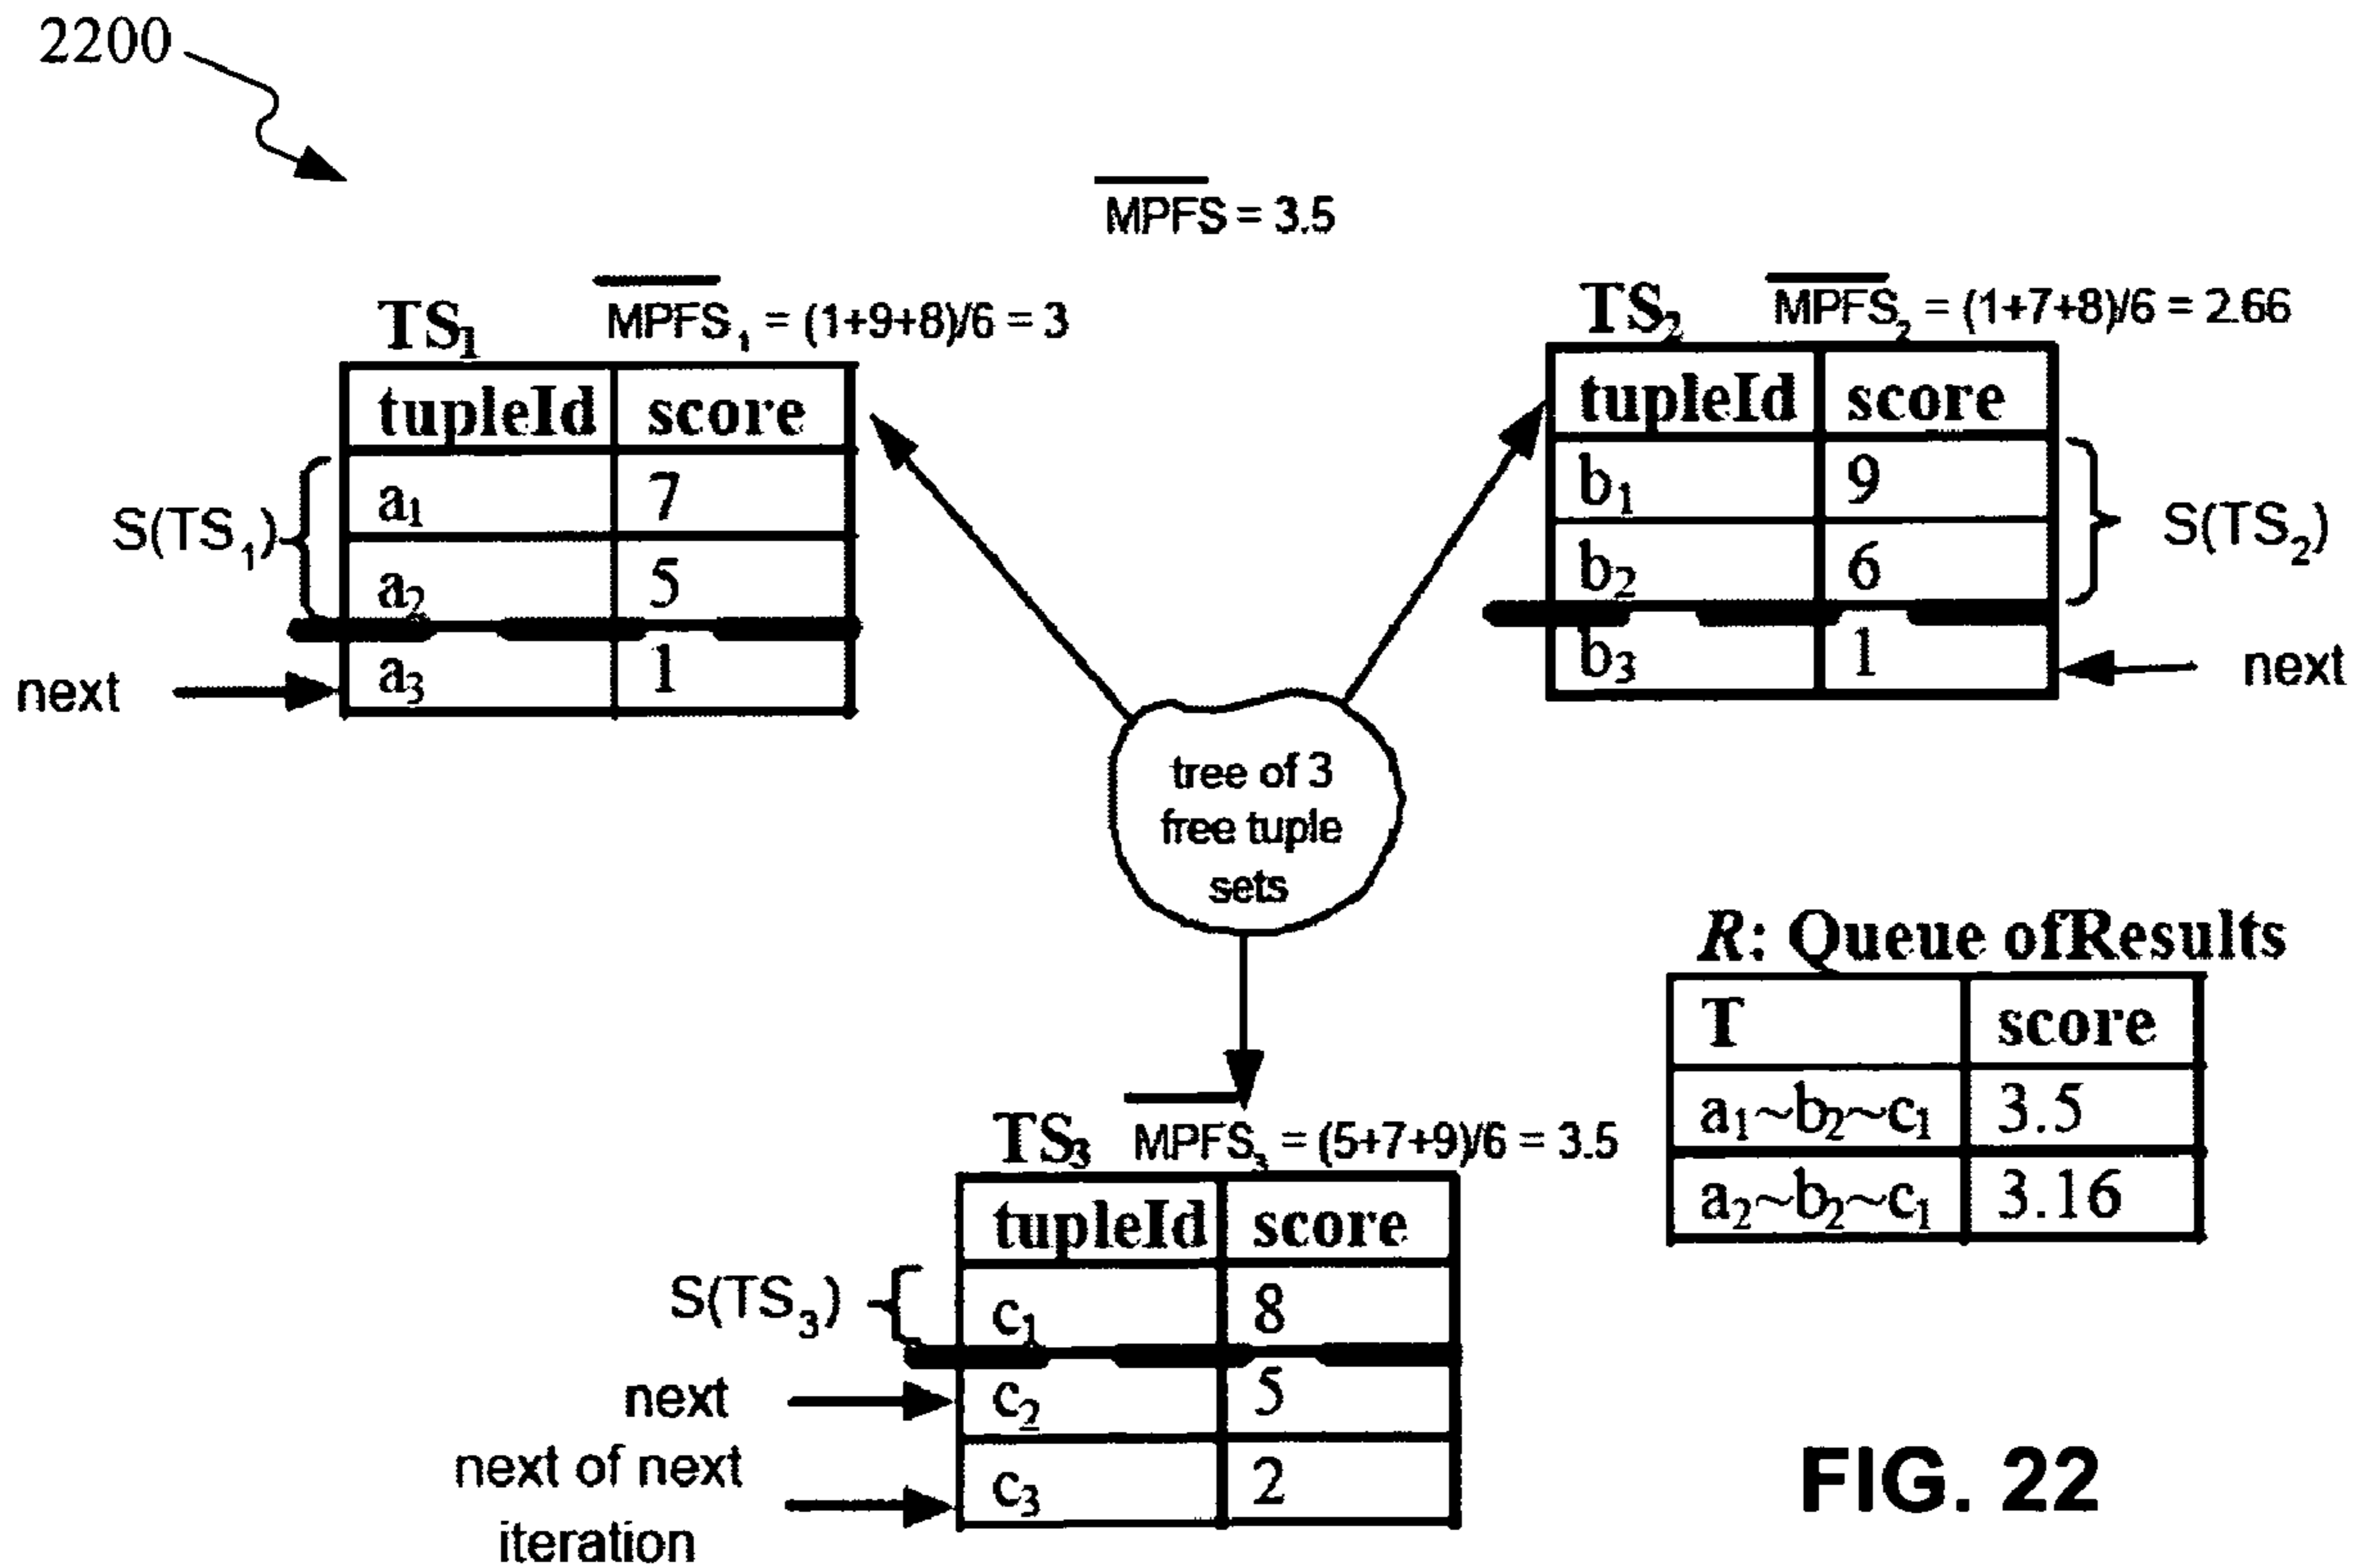 2200
MPFS = 3.5
TS1 MPFS1 = (1+9+8)/6 = 3
tupleId score
a1 7
a2 5
a3 1
S(TS1)
next
TS2 MPFS2 = (1+7+8)/6 = 2.66
tupleId score
b1 9
b2 6
b3 1
S(TS2)
next
tree of 3
free tuple
sets
R: Queue ofResults
T score
a1~b2~c1 3.5
a2~b2~c1 3.16
TS3 MPFS3 = (5+7+9)/6 = 3.5
tupleId score
c1 8
c2 5
c3 2
S(TS3)
next
next of next
iteration
FIG. 22